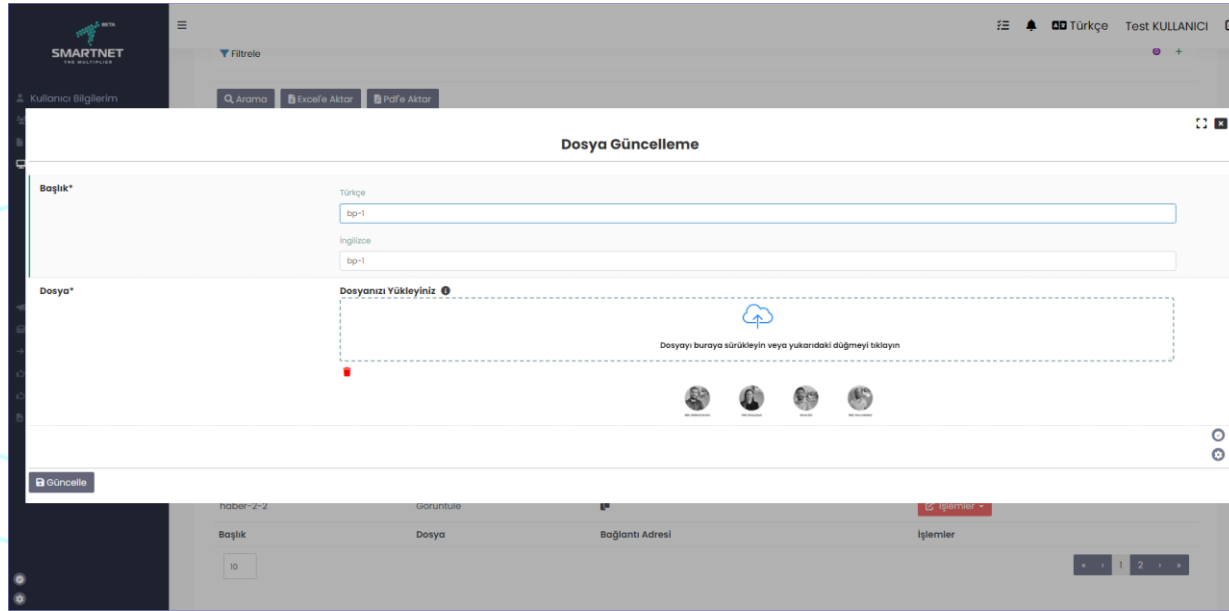 BETA
SMARTNET
THE MULTIPLIER
Türkçe
Test KULLANICI
Filtrele
Kullanıcı Bilgilerim
Arama
Excel'e Aktar
Pdf'e Aktar
Dosya Güncelleme
Başlık*
Türkçe
bp-1
İngilizce
bp-1
Dosya*
Dosyanızı Yükleyiniz
Dosyayı buraya sürükleyin veya yukarıdaki düğmeyi tıklayın
Güncelle
haber-2-2
Görüntüle
İşlemler
Başlık
Dosya
Bağlantı Adresi
İşlemler
10
« ‹ 1 2 › »